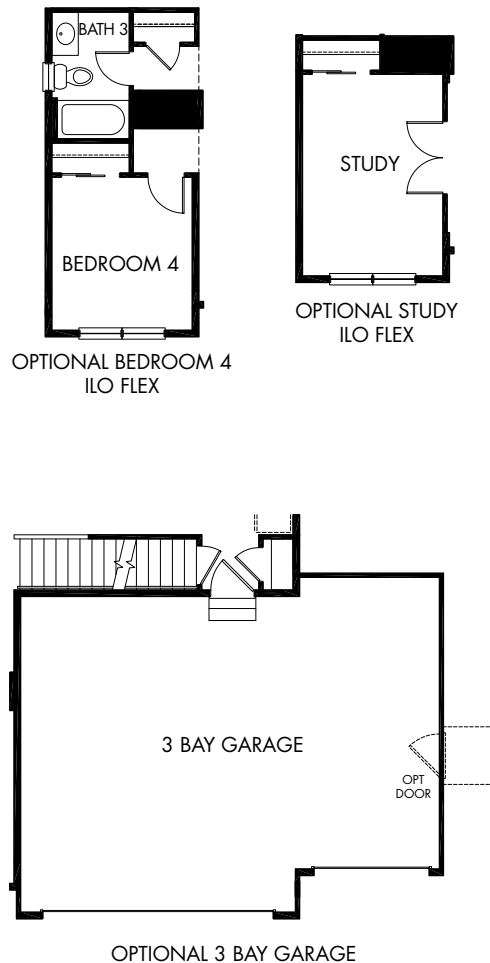 BATH 3
BEDROOM 4
OPTIONAL BEDROOM 4
ILO FLEX
STUDY
OPTIONAL STUDY
ILO FLEX
3 BAY GARAGE
OPT
DOOR
OPTIONAL 3 BAY GARAGE